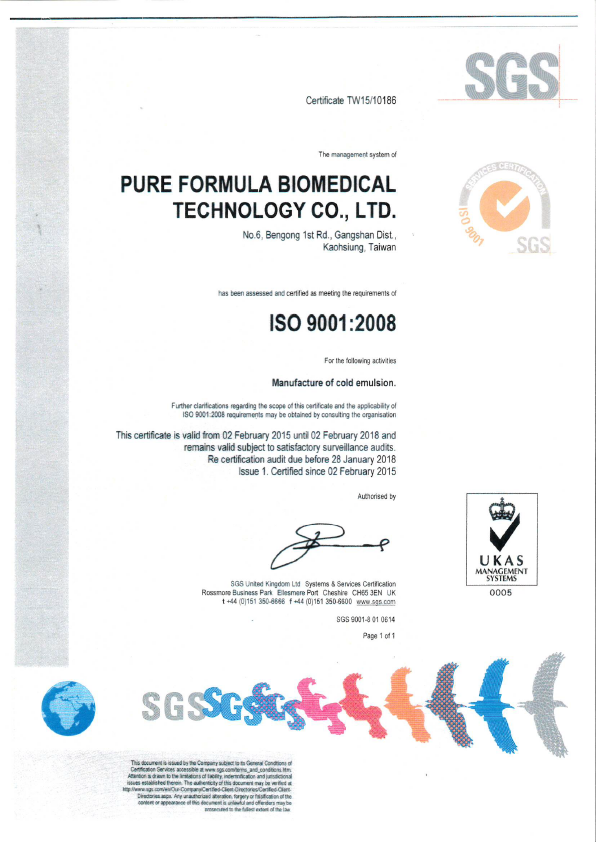 SGS
Certificate TW15/10186
The management system of
PURE FORMULA BIOMEDICAL
TECHNOLOGY CO., LTD.
No.6, Bengong 1st Rd., Gangshan Dist.,
Kaohsiung, Taiwan
SERVICES CERTIFICATION
ISO 9001
SGS
has been assessed and certified as meeting the requirements of
ISO 9001:2008
For the following activities
Manufacture of cold emulsion.
Further clarifications regarding the scope of this certificate and the applicability of
ISO 9001:2008 requirements may be obtained by consulting the organisation
This certificate is valid from 02 February 2015 until 02 February 2018 and
remains valid subject to satisfactory surveillance audits.
Re certification audit due before 28 January 2018
Issue 1. Certified since 02 February 2015
Authorised by
SGS United Kingdom Ltd Systems & Services Certification
Rossmore Business Park Ellesmere Port Cheshire CH65 3EN UK
t +44 (0)151 350-6666 f +44 (0)151 350-6600 www.sgs.com
SGS 9001-8 01 0614
Page 1 of 1
UKAS
MANAGEMENT
SYSTEMS
0005
SGSSGSSGS
This document is issued by the Company subject to its General Conditions of
Certification Services accessible at www.sgs.com/terms_and_conditions.htm.
Attention is drawn to the limitations of liability, indemnification and jurisdictional
issues established therein. The authenticity of this document may be verified at
http://www.sgs.com/en/Our-Company/Certified-Client-Directories/Certified-Client-
Directories.aspx. Any unauthorized alteration, forgery or falsification of the
content or appearance of this document is unlawful and offenders may be
prosecuted to the fullest extent of the law.